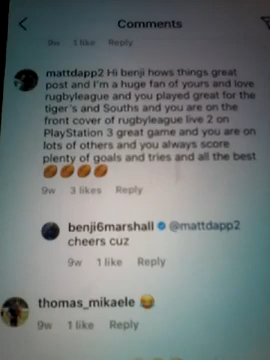 Comments
9w 1 like Reply
mattdapp2 Hi benji hows things great
post and I'm a huge fan of yours and love
rugbyleague and you played great for the
tiger's and Souths and you are on the
front cover of rugbyleague live 2 on
PlayStation 3 great game and you are on
lots of others and you always score
plenty of goals and tries and all the best
🏉🏉🏉🏉
9w 3 likes Reply
benji6marshall @mattdapp2
cheers cuz
9w 1 like Reply
thomas_mikaele 😂
9w 1 like Reply